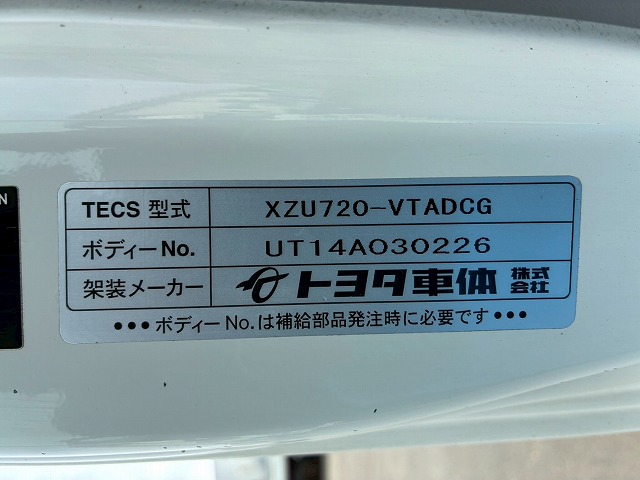 N
TECS 型式 XZU720-VTADCG
ボディーNo. UT14A030226
架装メーカー トヨタ車体 株式会社
●●●ボディーNo.は補給部品発注時に必要です●●●